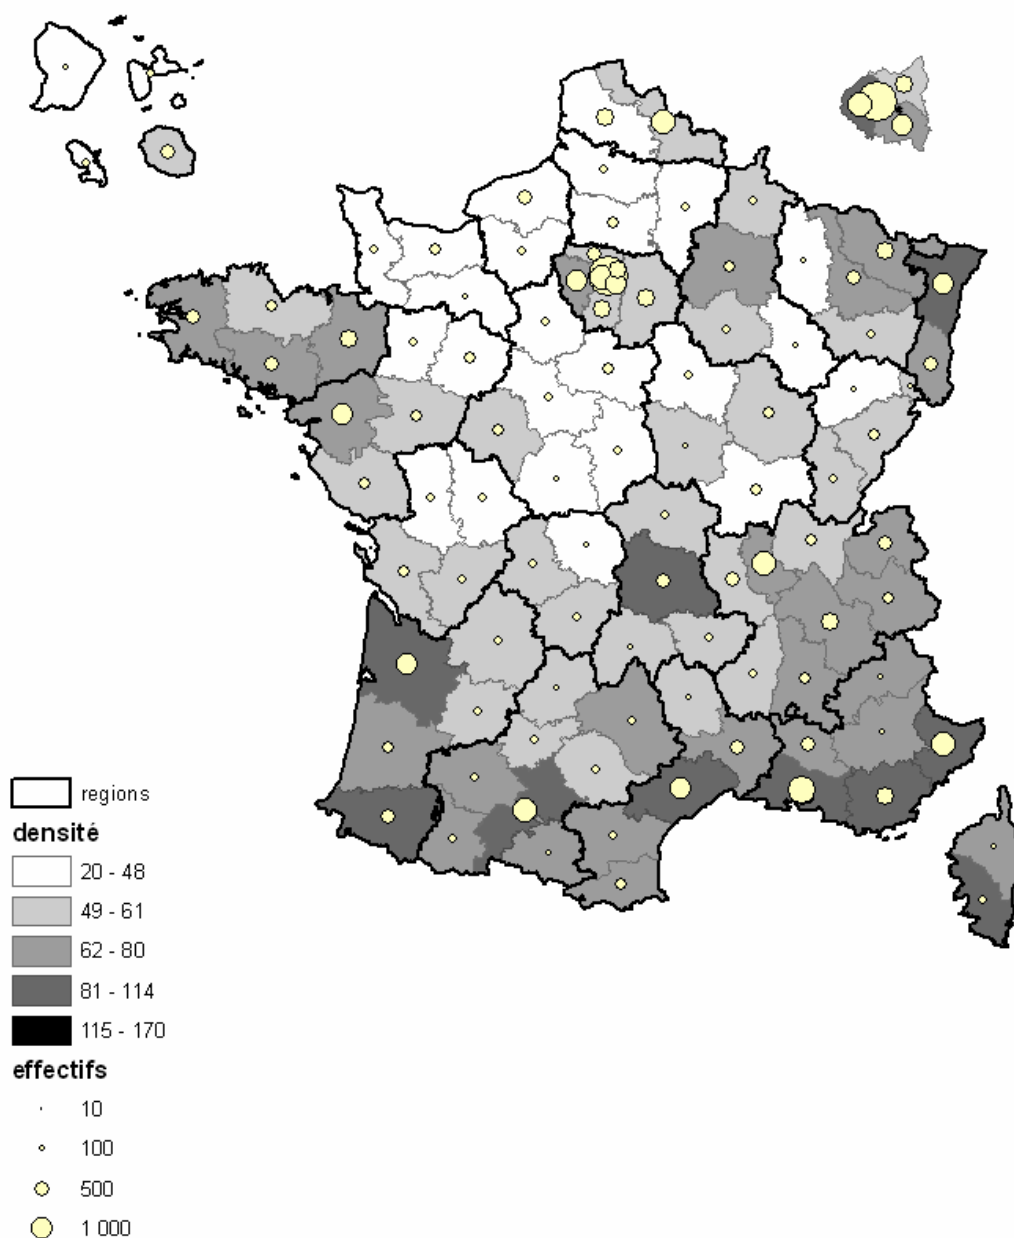 regions
densité
20 - 48
49 - 61
62 - 80
81 - 114
115 - 170
effectifs
10
100
500
1 000